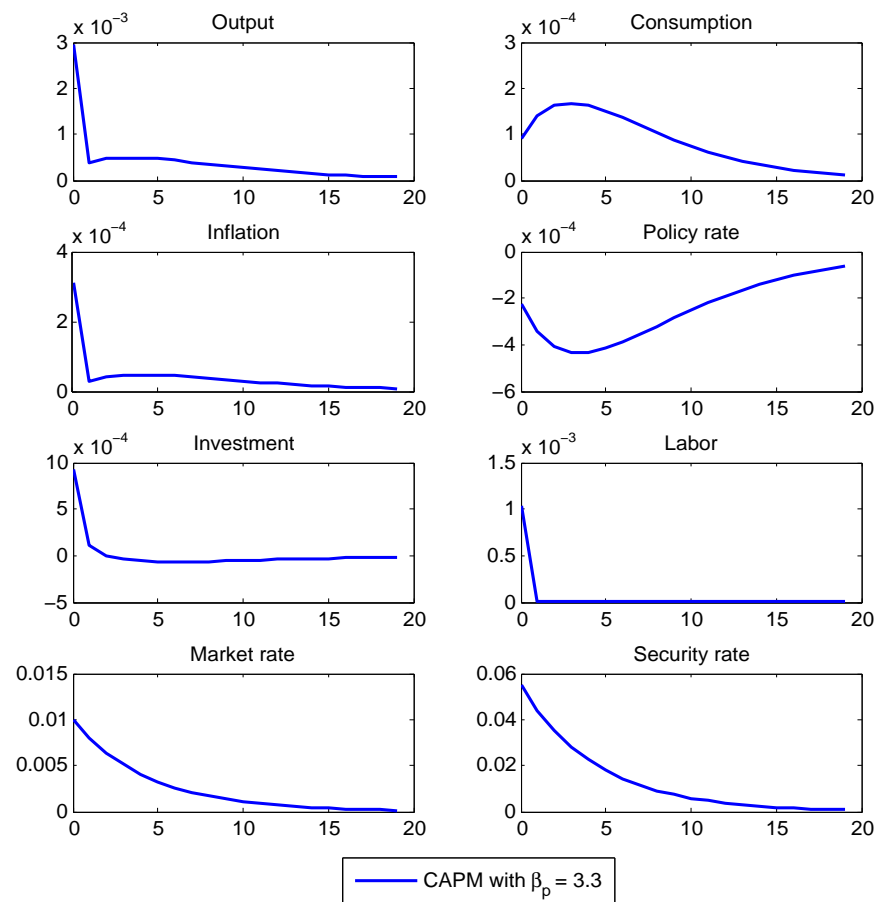 Output
x 10⁻³
3
2
1
0
0 5 10 15 20
Consumption
x 10⁻⁴
3
2
1
0
0 5 10 15 20
Inflation
x 10⁻⁴
4
2
0
0 5 10 15 20
Policy rate
x 10⁻⁴
0
−2
−4
−6
0 5 10 15 20
Investment
x 10⁻⁴
10
5
0
−5
0 5 10 15 20
Labor
x 10⁻³
1.5
1
0.5
0
0 5 10 15 20
Market rate
0.015
0.01
0.005
0
0 5 10 15 20
Security rate
0.06
0.04
0.02
0
0 5 10 15 20
CAPM with βₚ = 3.3